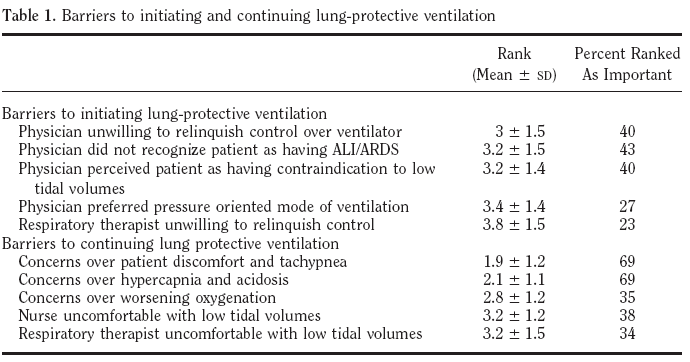 Table 1. Barriers to initiating and continuing lung-protective ventilation
Rank Percent Ranked
(Mean ± SD) As Important
Barriers to initiating lung-protective ventilation
Physician unwilling to relinquish control over ventilator 3 ± 1.5 40
Physician did not recognize patient as having ALI/ARDS 3.2 ± 1.5 43
Physician perceived patient as having contraindication to low 3.2 ± 1.4 40
tidal volumes
Physician preferred pressure oriented mode of ventilation 3.4 ± 1.4 27
Respiratory therapist unwilling to relinquish control 3.8 ± 1.5 23
Barriers to continuing lung protective ventilation
Concerns over patient discomfort and tachypnea 1.9 ± 1.2 69
Concerns over hypercapnia and acidosis 2.1 ± 1.1 69
Concerns over worsening oxygenation 2.8 ± 1.2 35
Nurse uncomfortable with low tidal volumes 3.2 ± 1.2 38
Respiratory therapist uncomfortable with low tidal volumes 3.2 ± 1.5 34